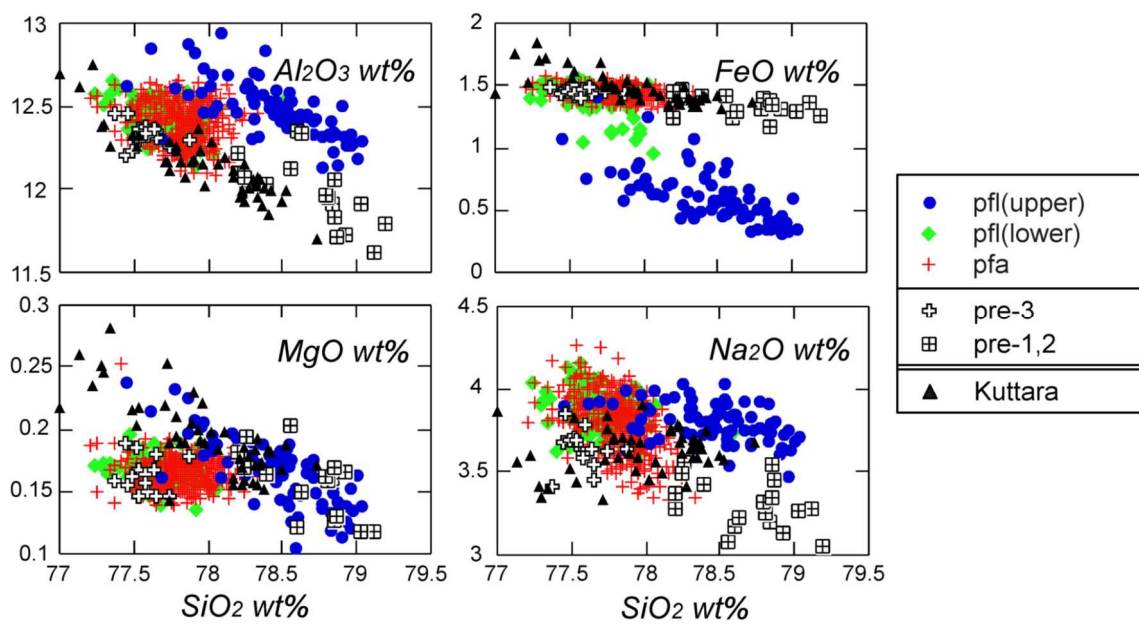 13
12.5
12
11.5
Al2O3 wt%
2
1.5
1
0.5
0
FeO wt%
0.3
0.25
0.2
0.15
0.1
MgO wt%
77 77.5 78 78.5 79 79.5
SiO2 wt%
4.5
4
3.5
3
Na2O wt%
77 77.5 78 78.5 79 79.5
SiO2 wt%
pfl(upper)
pfl(lower)
pfa
pre-3
pre-1,2
Kuttara